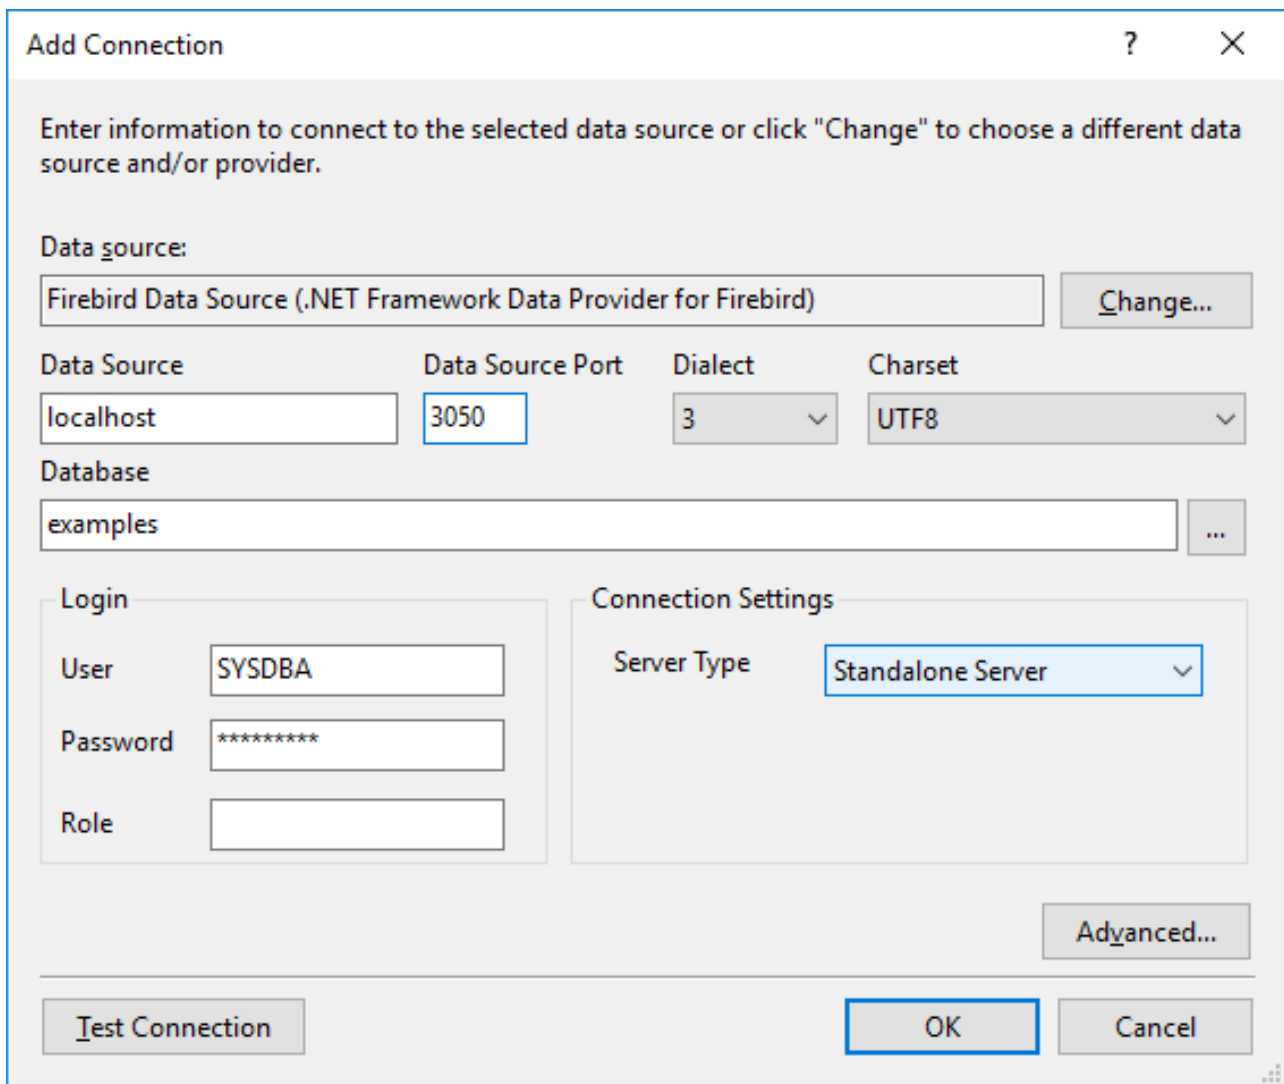 Add Connection ?
Enter information to connect to the selected data source or click "Change" to choose a different data
source and/or provider.
Data source:
Firebird Data Source (.NET Framework Data Provider for Firebird) Change...
Data Source Data Source Port Dialect Charset
localhost 3050 3 UTF8
Database
examples ...
Login Connection Settings
User SYSDBA Server Type Standalone Server
Password *********
Role
Advanced...
Test Connection OK Cancel